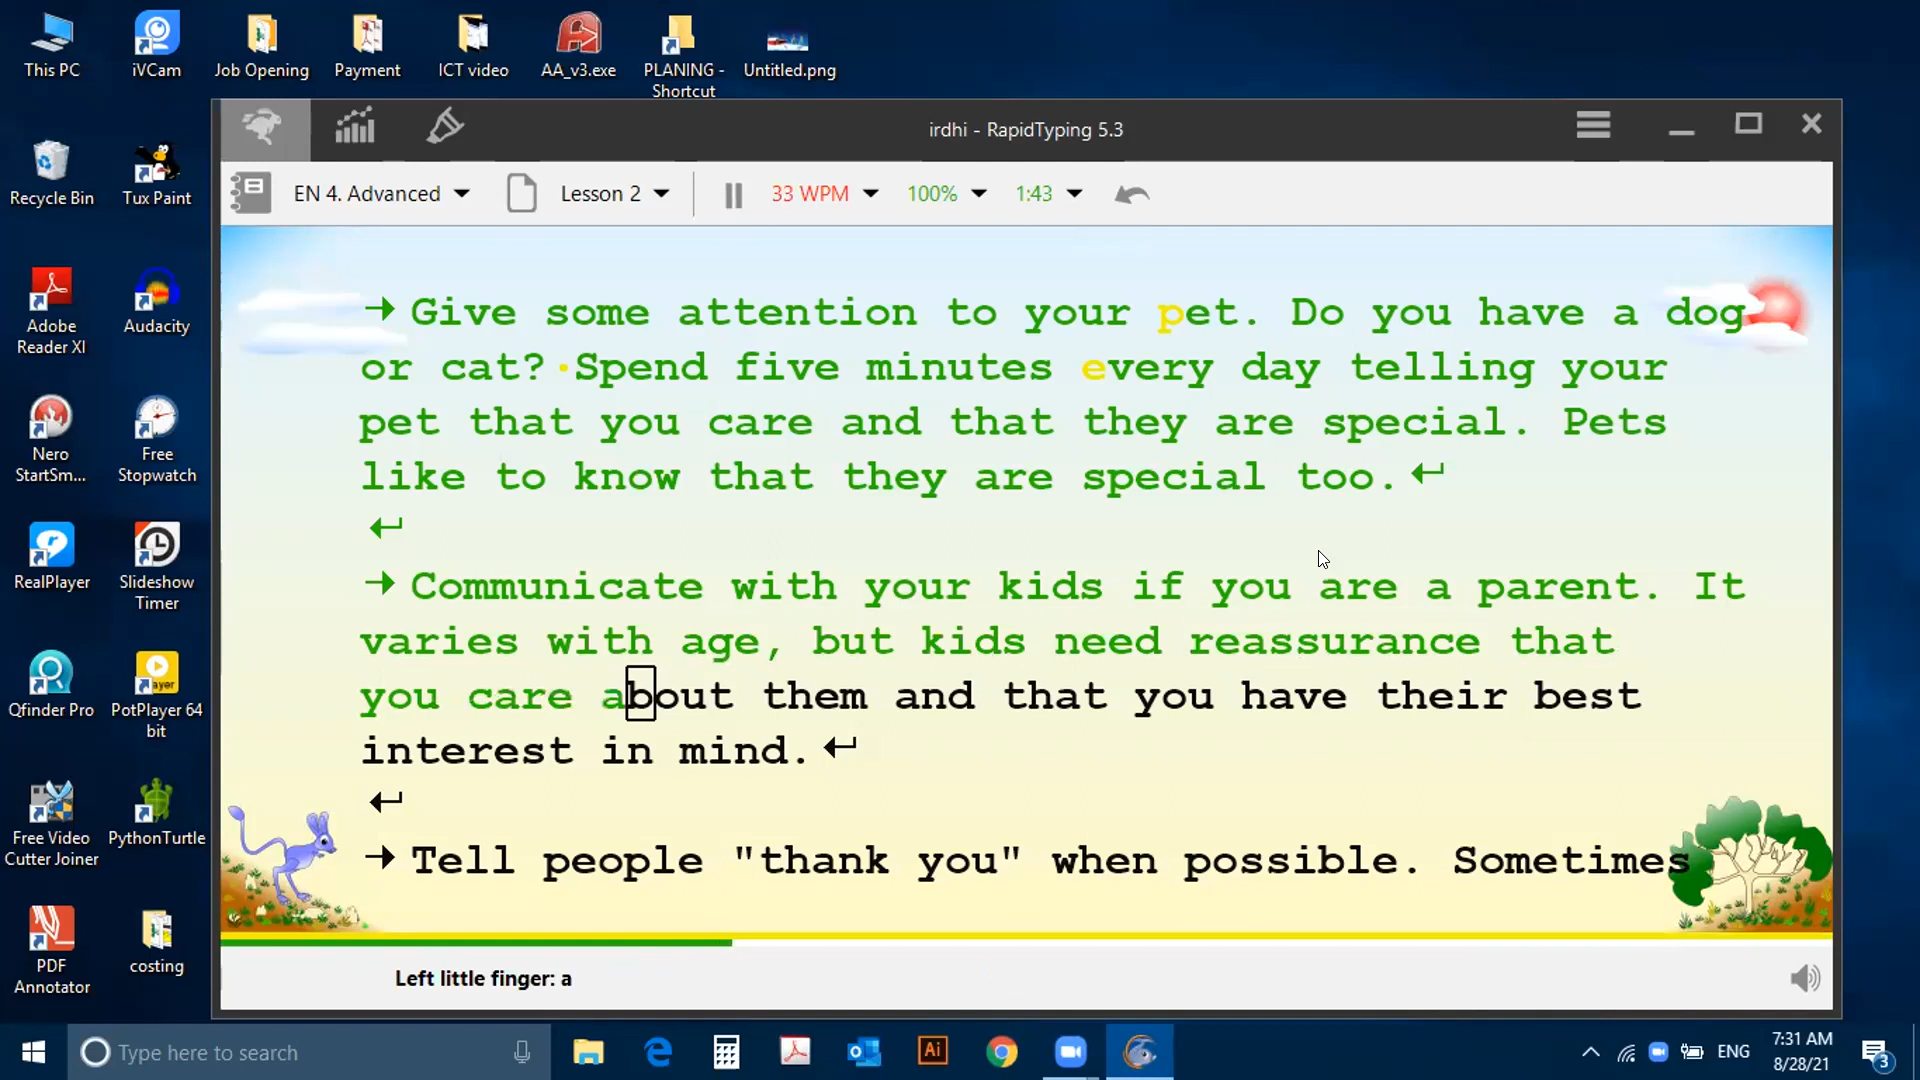 This PC
iVCam
Job Opening
Payment
ICT video
AA_v3.exe
PLANING -
Shortcut
Untitled.png
Recycle Bin
Tux Paint
Adobe
Reader XI
Audacity
Nero
StartSm...
Free
Stopwatch
RealPlayer
Slideshow
Timer
Qfinder Pro
PotPlayer 64
bit
Free Video
Cutter Joiner
PythonTurtle
PDF
Annotator
costing
irdhi - RapidTyping 5.3
EN 4. Advanced
Lesson 2
33 WPM
100%
1:43
→ Give some attention to your pet. Do you have a dog
or cat?·Spend five minutes every day telling your
pet that you care and that they are special. Pets
like to know that they are special too.↵
↵
→ Communicate with your kids if you are a parent. It
varies with age, but kids need reassurance that
you care about them and that you have their best
interest in mind.↵
↵
→ Tell people "thank you" when possible. Sometimes
Left little finger: a
Type here to search
Ai
ENG
7:31 AM
8/28/21
3